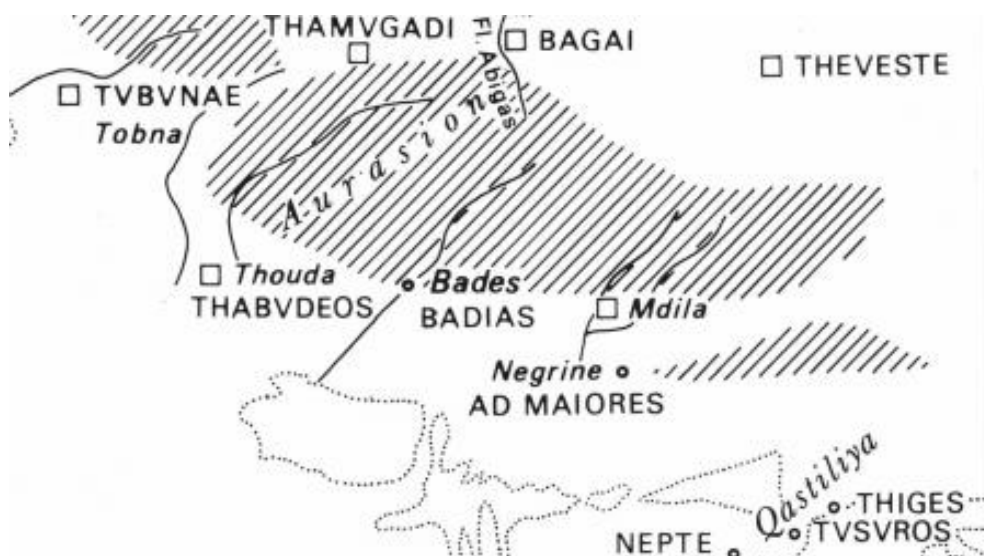 THAMVGADI
Fl. Abigas
BAGAI
THEVESTE
TVBVNAE
Tobna
Aurasion
Thouda
THABVDEOS
Bades
BADIAS
Mdila
Negrine
AD MAIORES
Qastiliya
THIGES
TVSVROS
NEPTE